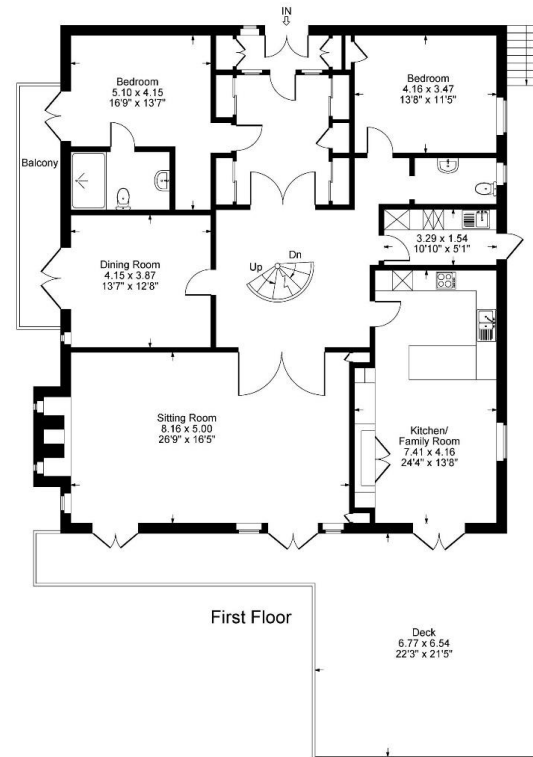 IN
Bedroom
5.10 x 4.15
16'9" x 13'7"
Bedroom
4.16 x 3.47
13'8" x 11'5"
Balcony
Dining Room
4.15 x 3.87
13'7" x 12'8"
Up
Dn
3.29 x 1.54
10'10" x 5'1"
Sitting Room
8.16 x 5.00
26'9" x 16'5"
Kitchen/
Family Room
7.41 x 4.16
24'4" x 13'8"
First Floor
Deck
6.77 x 6.54
22'3" x 21'5"